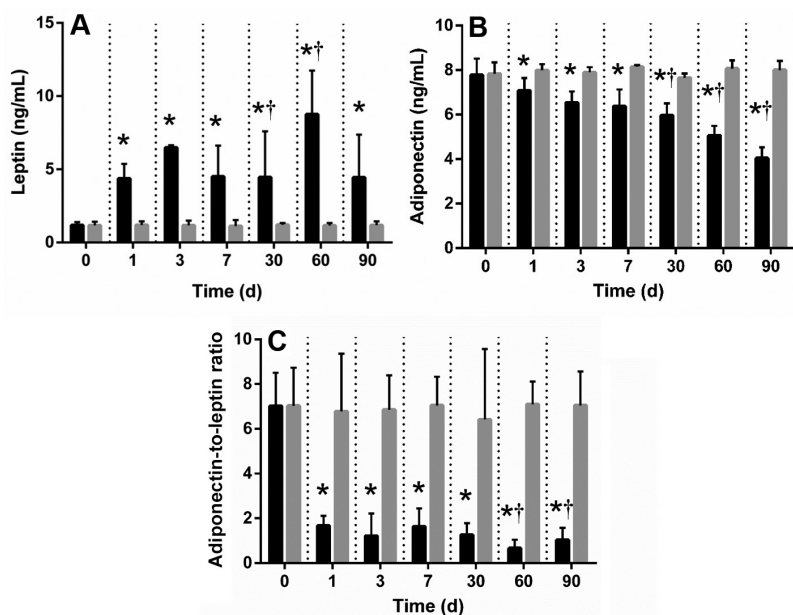 A
Leptin (ng/mL)
15
10
5
0
*
*
*
*†
*†
*
0 1 3 7 30 60 90
Time (d)
B
Adiponectin (ng/mL)
10
8
6
4
2
0
*
*
*
*†
*†
*†
0 1 3 7 30 60 90
Time (d)
C
Adiponectin-to-leptin ratio
10
8
6
4
2
0
*
*
*
*
*†
*†
0 1 3 7 30 60 90
Time (d)